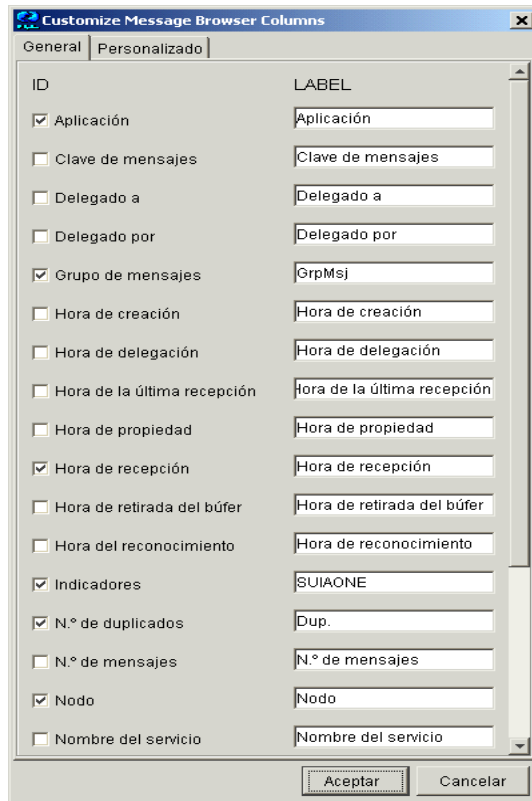 Customize Message Browser Columns
General Personalizado
ID LABEL
Aplicación Aplicación
Clave de mensajes Clave de mensajes
Delegado a Delegado a
Delegado por Delegado por
Grupo de mensajes GrpMsj
Hora de creación Hora de creación
Hora de delegación Hora de delegación
Hora de la última recepción Hora de la última recepción
Hora de propiedad Hora de propiedad
Hora de recepción Hora de recepción
Hora de retirada del búfer Hora de retirada del búfer
Hora del reconocimiento Hora de reconocimiento
Indicadores SUIAONE
N.º de duplicados Dup.
N.º de mensajes N.º de mensajes
Nodo Nodo
Nombre del servicio Nombre del servicio
Aceptar Cancelar